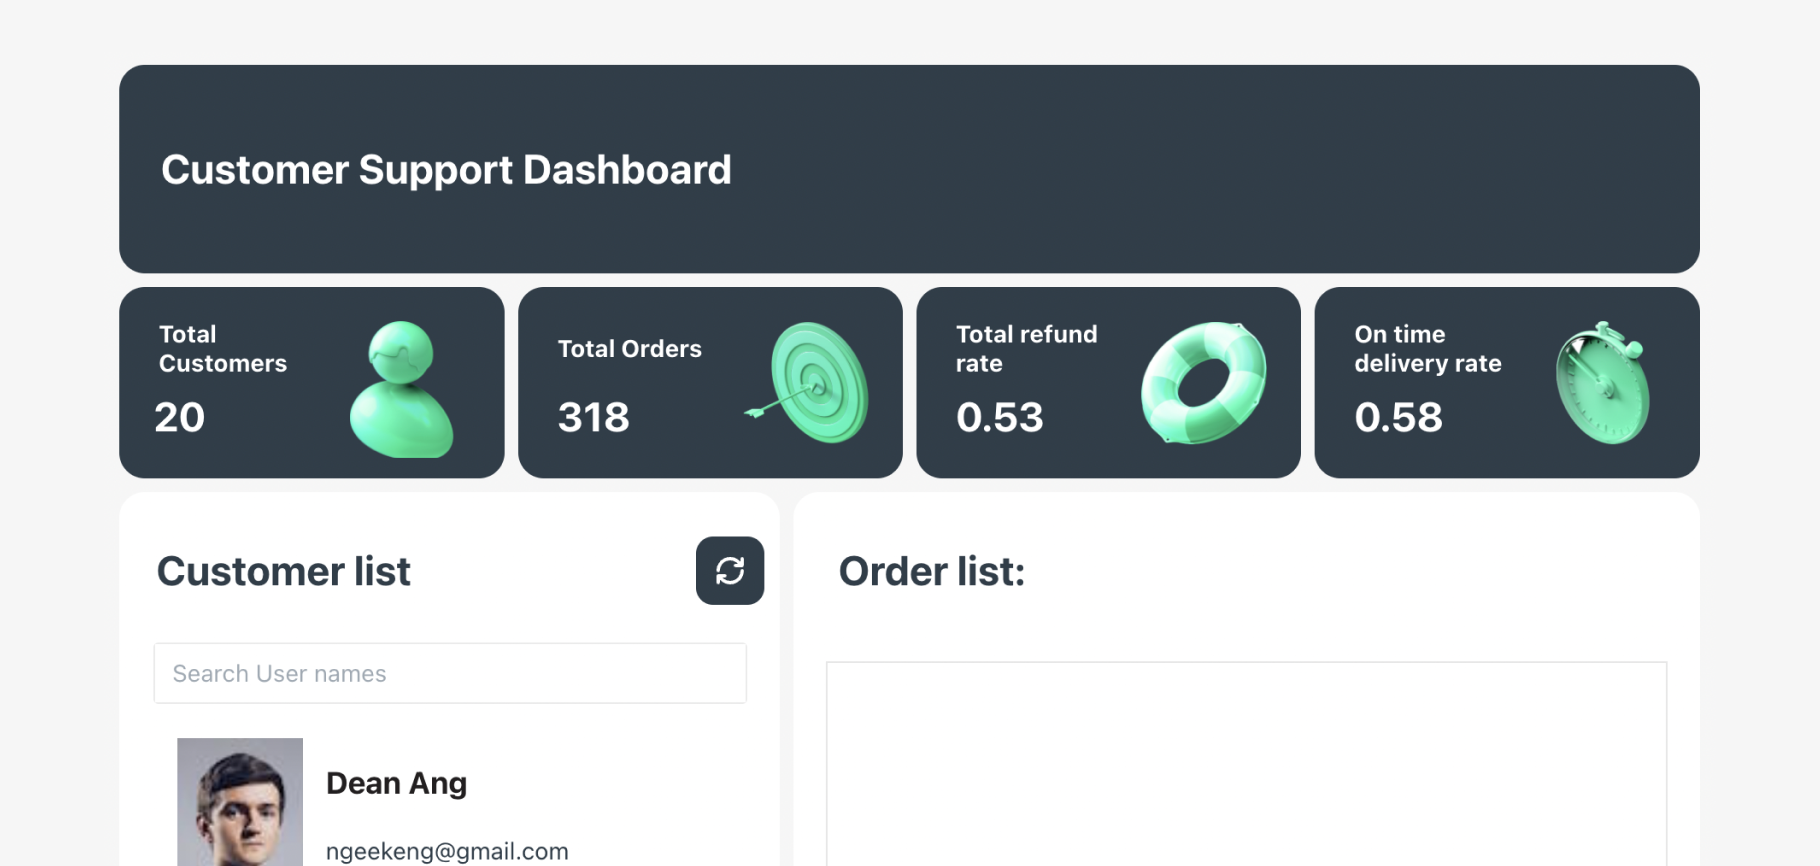 Customer Support Dashboard
Total
Customers
20
Total Orders
318
Total refund
rate
0.53
On time
delivery rate
0.58
Customer list
Search User names
Dean Ang
ngeekeng@gmail.com
Order list: